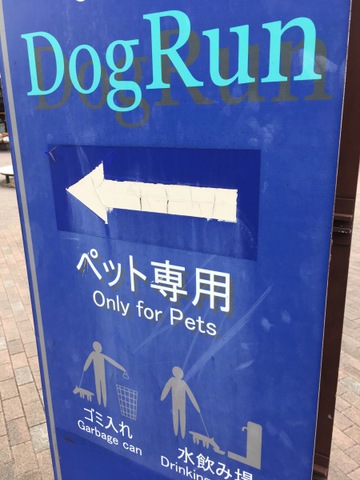 DogRun
ペット専用
Only for Pets
ゴミ入れ
Garbage can
水飲み場
Drinking